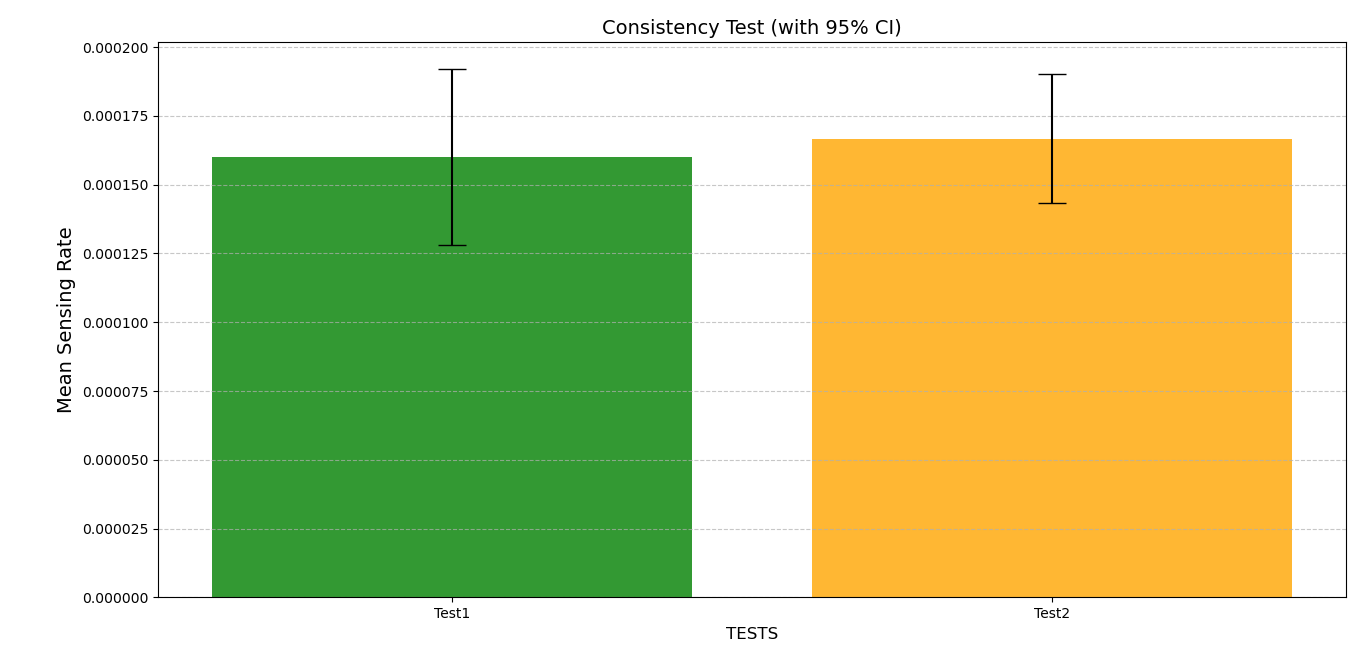 Consistency Test (with 95% CI)
Mean Sensing Rate
0.000200
0.000175
0.000150
0.000125
0.000100
0.000075
0.000050
0.000025
0.000000
Test1
Test2
TESTS